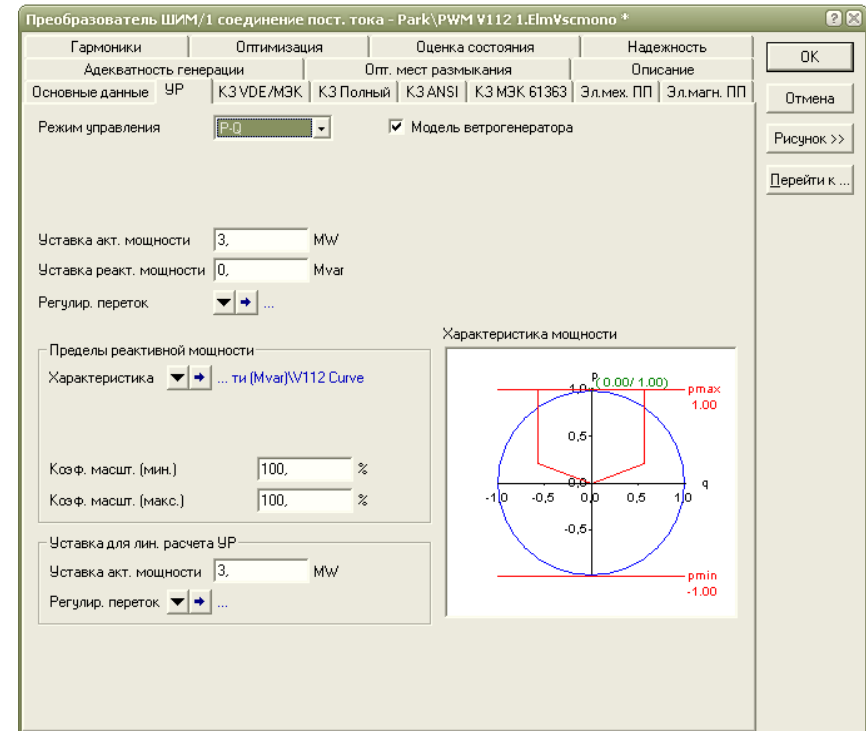 Преобразователь ШИМ/1 соединение пост. тока - Park\PWM V112 1.ElmVscmono *
Гармоники Оптимизация Оценка состояния Надежность
Адекватность генерации Опт. мест размыкания Описание
Основные данные УР КЗ VDE/МЭК КЗ Полный КЗ ANSI КЗ МЭК 61363 Эл.мех. ПП Эл.магн. ПП
OK
Отмена
Рисунок >>
Перейти к ...
Режим управления P-Q Модель ветрогенератора
Уставка акт. мощности 3, MW
Уставка реакт. мощности 0, Mvar
Регулир. переток ...
Пределы реактивной мощности
Характеристика ... ти (Mvar)\V112 Curve
Коэф. масшт. (мин.) 100, %
Коэф. масшт. (макс.) 100, %
Уставка для лин. расчета УР
Уставка акт. мощности 3, MW
Регулир. переток ...
Характеристика мощности
P
1,0 ( 0.00/ 1.00) pmax
1.00
0,5
0,0 q
-1,0 -0,5 0,0 0,5 1,0
-0,5
pmin
-1.00